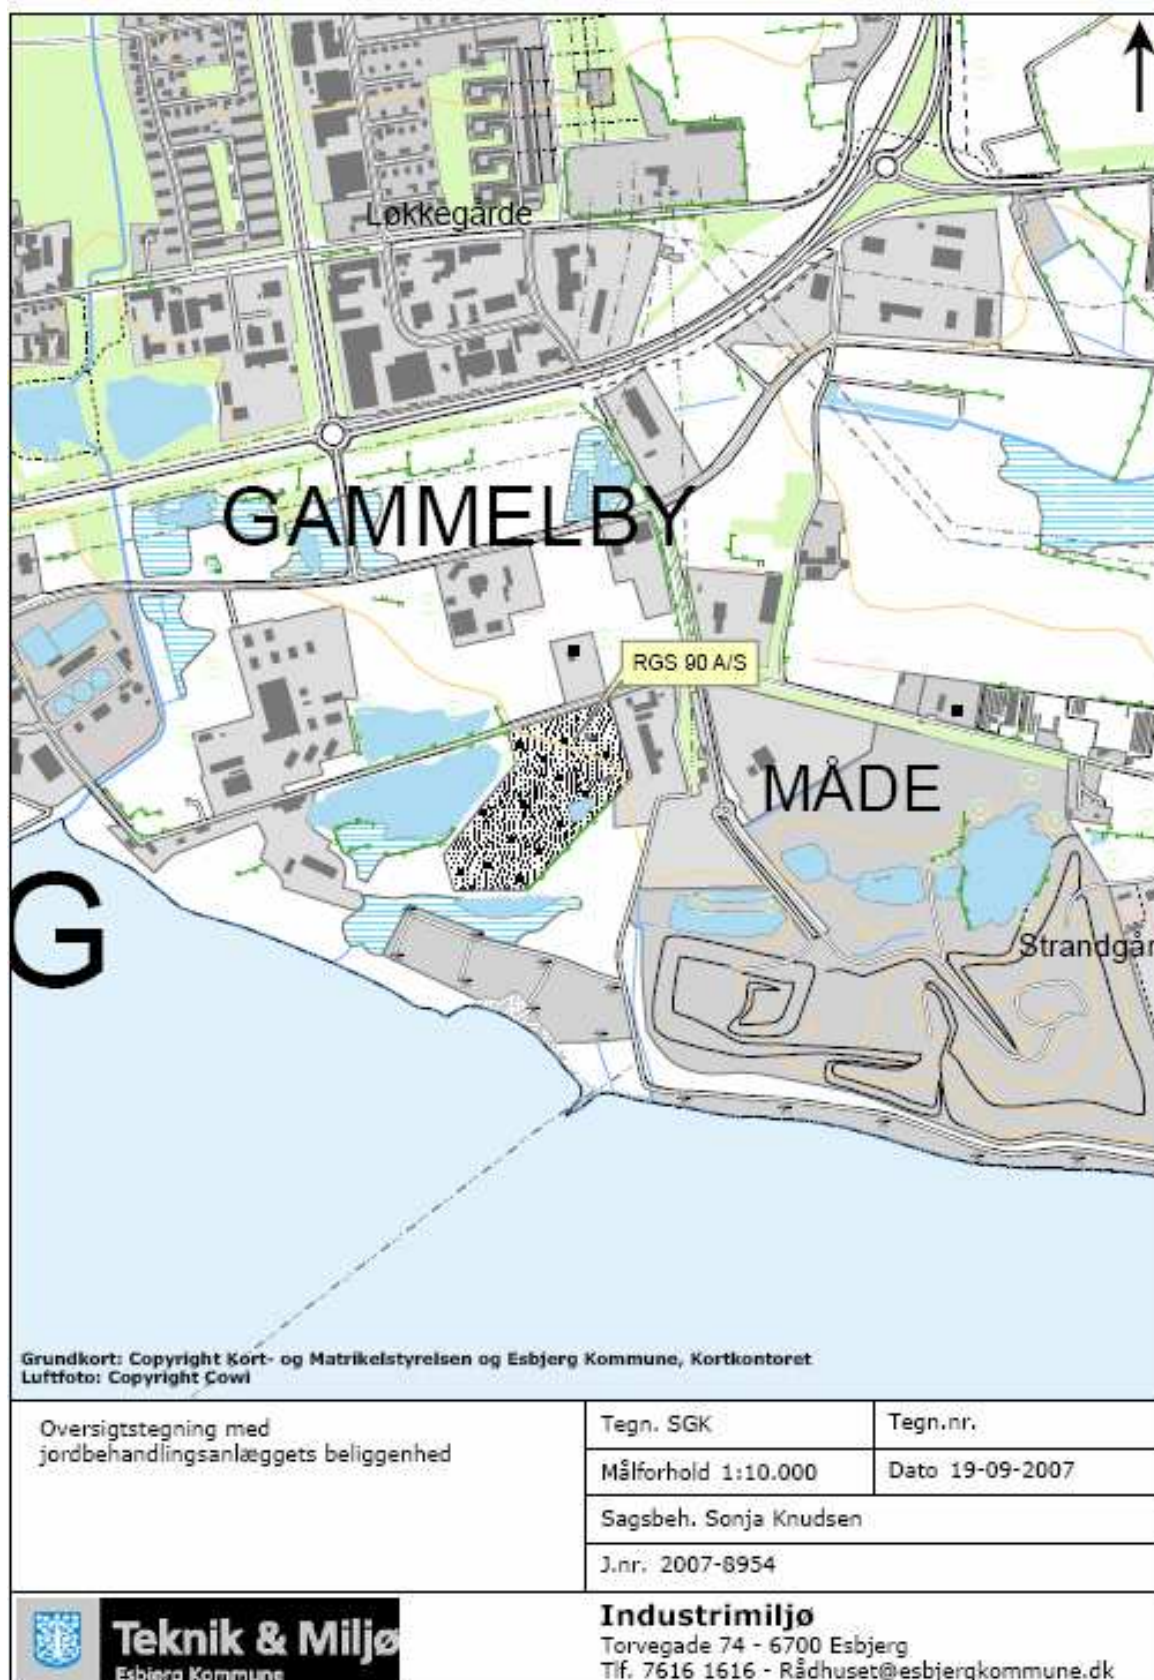 Løkkegårde
GAMMELBY
RGS 90 A/S
MÅDE
G
Strandgår
Grundkort: Copyright Kort- og Matrikelstyrelsen og Esbjerg Kommune, Kortkontoret
Luftfoto: Copyright Cowi
Oversigtstegning med
jordbehandlingsanlæggets beliggenhed
Tegn. SGK
Tegn.nr.
Målforhold 1:10.000
Dato 19-09-2007
Sagsbeh. Sonja Knudsen
J.nr. 2007-8954
Teknik & Miljø
Esbjerg Kommune
Industrimiljø
Torvegade 74 - 6700 Esbjerg
Tlf. 7616 1616 - Rådhuset@esbjergkommune.dk